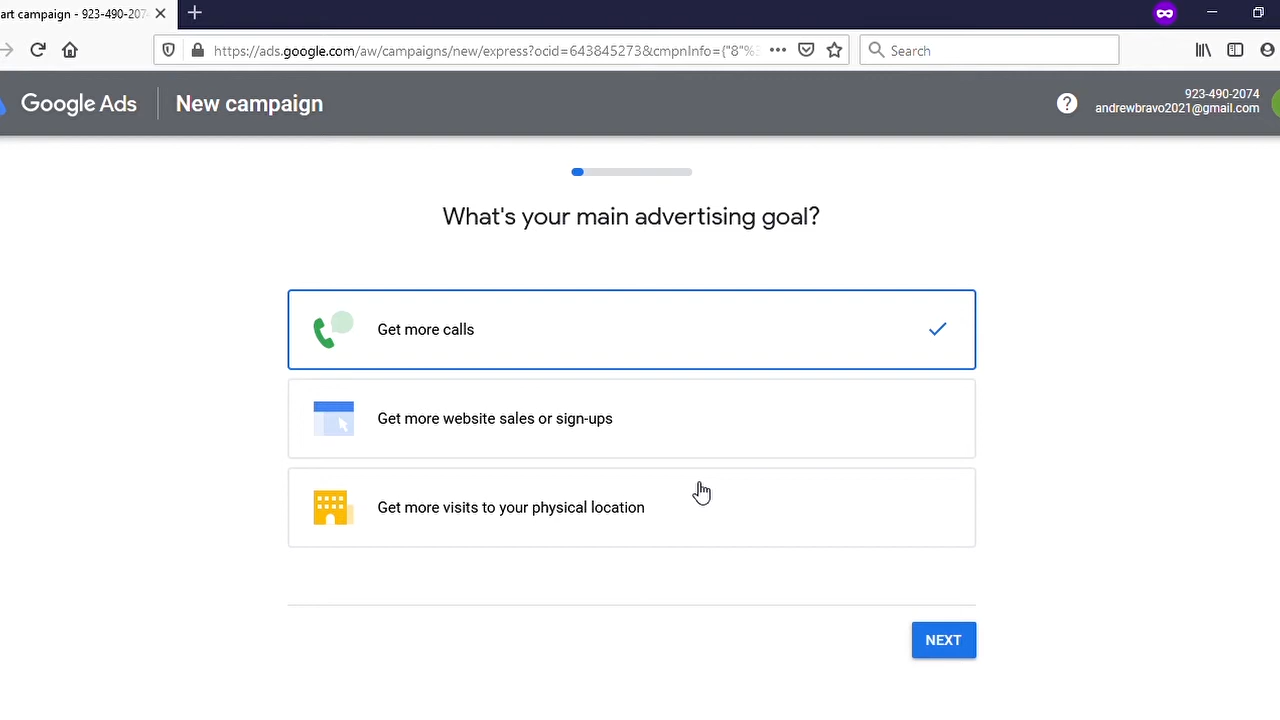 art campaign - 923-490-207
https://ads.google.com/aw/campaigns/new/express?ocid=643845273&cmpnInfo={"8"%
Search
Google Ads
New campaign
923-490-2074
andrewbravo2021@gmail.com
What's your main advertising goal?
Get more calls
Get more website sales or sign-ups
Get more visits to your physical location
NEXT